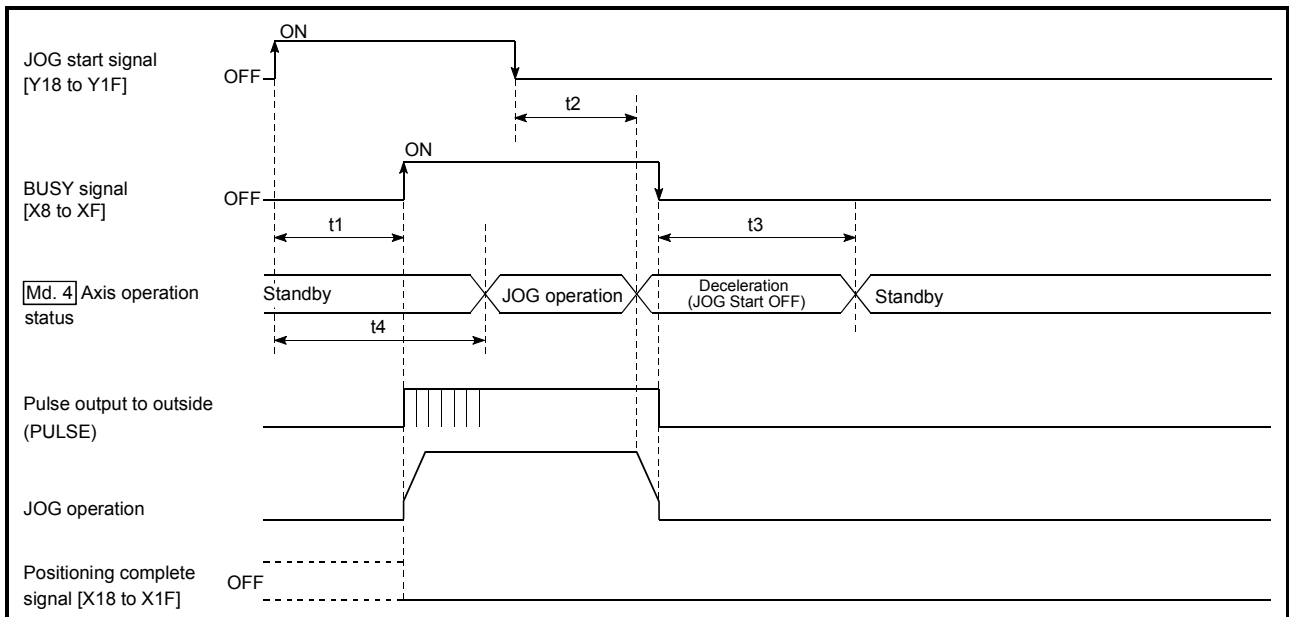 ON
JOG start signal
[Y18 to Y1F]
OFF
t2
ON
BUSY signal
[X8 to XF]
OFF
t1
t3
Md. 4 Axis operation
status
Standby
JOG operation
Deceleration
(JOG Start OFF)
Standby
t4
Pulse output to outside
(PULSE)
JOG operation
Positioning complete
signal [X18 to X1F]
OFF